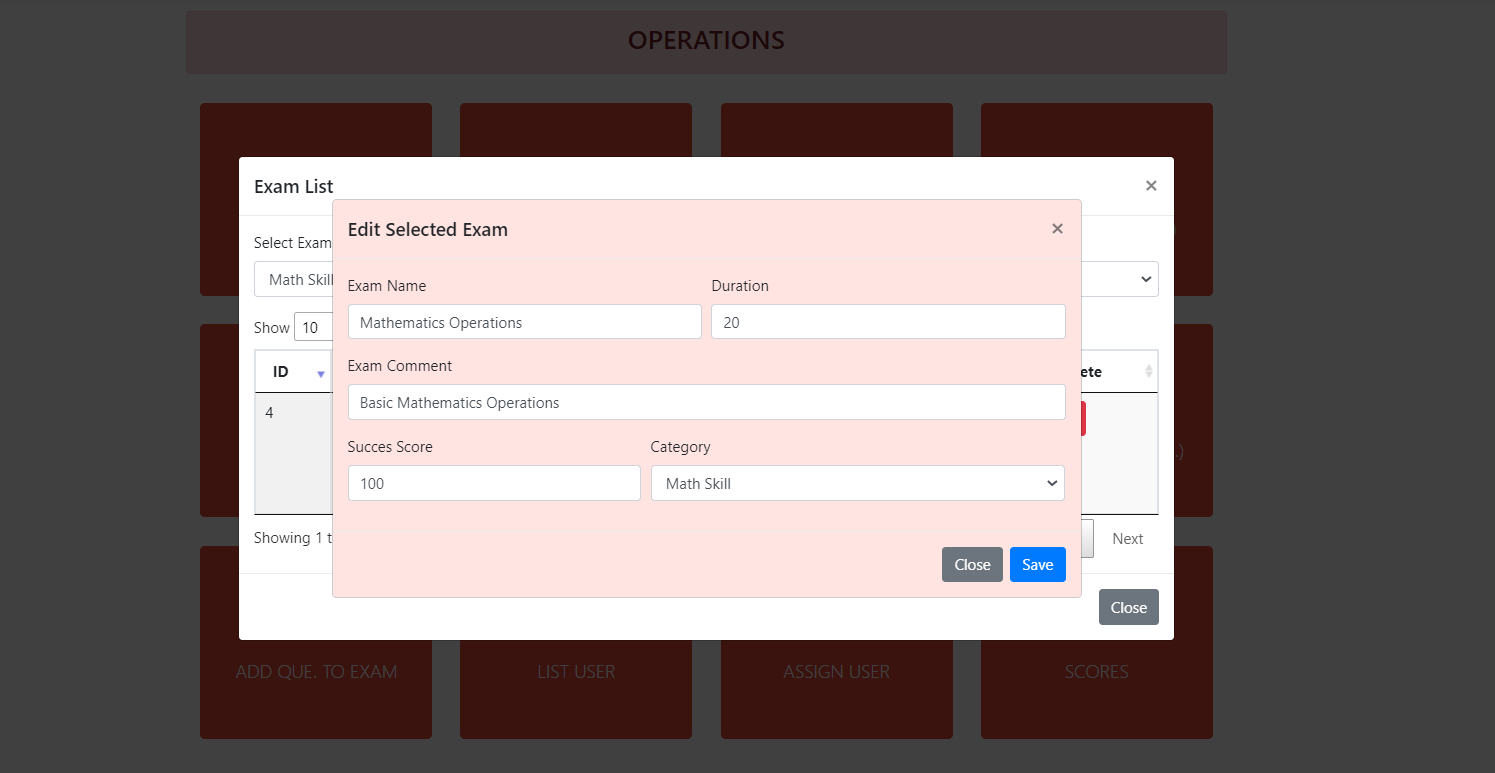 OPERATIONS
Exam List
×
Select Exam
Math Skill
Show 10
ID
ete
4
Showing 1 t
Next
Close
Edit Selected Exam
×
Exam Name
Duration
Mathematics Operations
20
Exam Comment
Basic Mathematics Operations
Succes Score
Category
100
Math Skill
Close
Save
.)
ADD QUE. TO EXAM
LIST USER
ASSIGN USER
SCORES